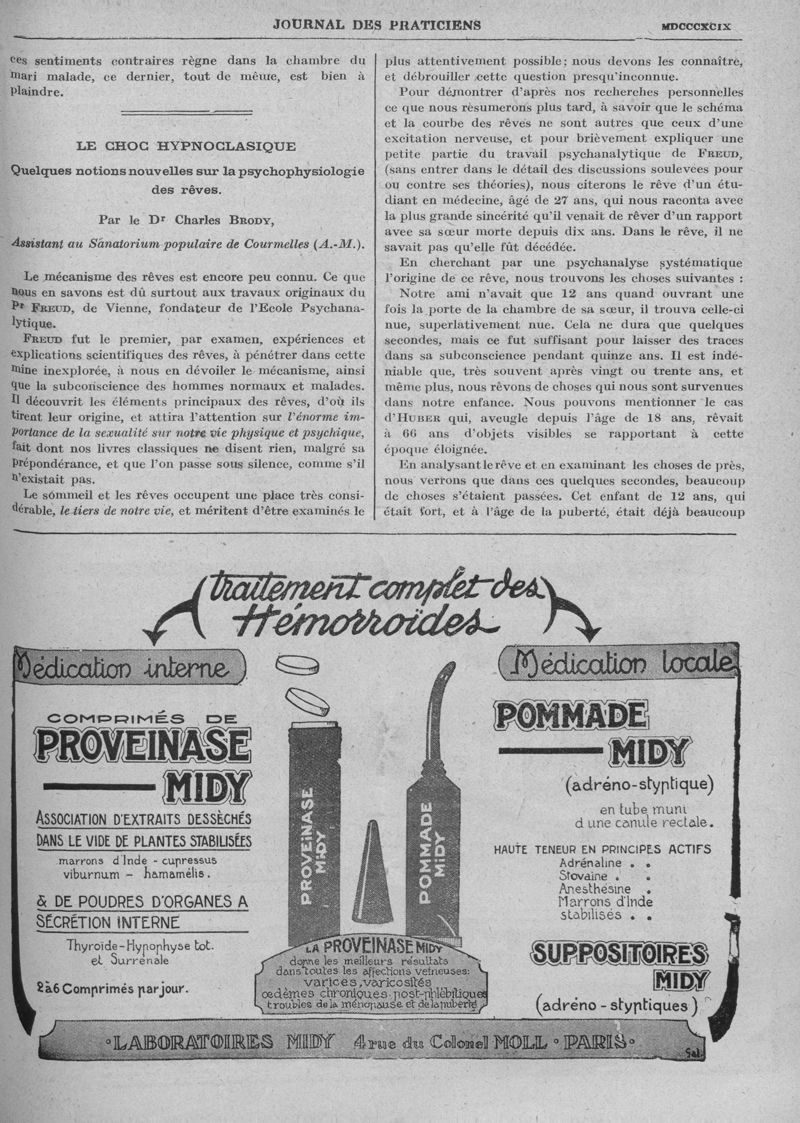 JOURNAL DES PRATICIENS
MDCCCXCIX
ces sentiments contraires règne dans la chambre du
mari malade, ce dernier, tout de même, est bien à
plaindre.
LE CHOC HYPNOCLASIQUE
Quelques notions nouvelles sur la psychophysiologie
des rêves.
Par le Dr Charles BRODY,
Assistant au Sanatorium populaire de Courmelles (A.-M.).
Le mécanisme des rêves est encore peu connu. Ce que
nous en savons est dû surtout aux travaux originaux du
Pr FREUD, de Vienne, fondateur de l'Ecole Psychana-
lytique.
FREUD fut le premier, par examen, expériences et
explications scientifiques des rêves, à pénétrer dans cette
mine inexplorée, à nous en dévoiler le mécanisme, ainsi
que la subconscience des hommes normaux et malades.
Il découvrit les éléments principaux des rêves, d'où ils
tirent leur origine, et attira l'attention sur l'énorme im-
portance de la sexualité sur notre vie physique et psychique,
fait dont nos livres classiques ne disent rien, malgré sa
prépondérance, et que l'on passe sous silence, comme s'il
n'existait pas.
Le sommeil et les rêves occupent une place très consi-
dérable, le tiers de notre vie, et méritent d'être examinés le
plus attentivement possible; nous devons les connaître,
et débrouiller cette question presqu'inconnue.
Pour démontrer d'après nos recherches personnelles
ce que nous résumerons plus tard, à savoir que le schéma
et la courbe des rêves ne sont autres que ceux d'une
excitation nerveuse, et pour brièvement expliquer une
petite partie du travail psychanalytique de FREUD,
(sans entrer dans le détail des discussions soulevées pour
ou contre ses théories), nous citerons le rêve d'un étu-
diant en médecine, âgé de 27 ans, qui nous raconta avec
la plus grande sincérité qu'il venait de rêver d'un rapport
avec sa sœur morte depuis dix ans. Dans le rêve, il ne
savait pas qu'elle fût décédée.
En cherchant par une psychanalyse systématique
l'origine de ce rêve, nous trouvons les choses suivantes :
Notre ami n'avait que 12 ans quand ouvrant une
fois la porte de la chambre de sa sœur, il trouva celle-ci
nue, superlativement nue. Cela ne dura que quelques
secondes, mais ce fut suffisant pour laisser des traces
dans sa subconscience pendant quinze ans. Il est indé-
niable que, très souvent après vingt ou trente ans, et
même plus, nous rêvons de choses qui nous sont survenues
dans notre enfance. Nous pouvons mentionner le cas
d'HUBER qui, aveugle depuis l'âge de 18 ans, rêvait
à 66 ans d'objets visibles se rapportant à cette
époque éloignée.
En analysant le rêve et en examinant les choses de près,
nous verrons que dans ces quelques secondes, beaucoup
de choses s'étaient passées. Cet enfant de 12 ans, qui
était fort, et à l'âge de la puberté, était déjà beaucoup
traitement complet des
Hémorroïdes
Médication interne
COMPRIMÉS DE
PROVEINASE
MIDY
ASSOCIATION D'EXTRAITS DESSÈCHÉS
DANS LE VIDE DE PLANTES STABILISÉES
marrons d'Inde - cupressus
viburnum - hamamélis.
& DE POUDRES D'ORGANES A
SÉCRÉTION INTERNE
Thyroïde-Hypophyse tot.
et Surrénale
2à6 Comprimés par jour.
PROVEINASE MIDY
POMMADE MIDY
LA PROVEINASE MIDY
donne les meilleurs résultats
dans toutes les affections veineuses:
varices, varicosités
œdèmes chroniques post-phlébitiques
troubles de la ménopause et de la puberté
Médication locale
POMMADE
MIDY
(adréno-styptique)
en tube muni
d une canule rectale.
HAUTE TENEUR EN PRINCIPES ACTIFS
Adrénaline . .
Stovaine . .
Anesthésine .
Marrons d'Inde
stabilisés . .
SUPPOSITOIRES
MIDY
(adréno - styptiques)
LABORATOIRES MIDY 4 rue du Colonel MOLL PARIS